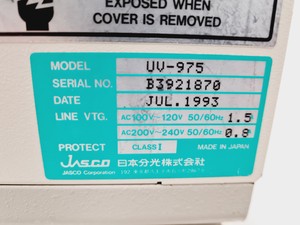 EXPOSED WHEN
COVER IS REMOVED
MODEL UV-975
SERIAL NO. B3921870
DATE JUL.1993
LINE VTG. AC100V~120V 50/60Hz 1.5
AC200V~240V 50/60Hz 0.8
PROTECT CLASS I
JASCO 日本分光株式会社
JASCO Corporation MADE IN JAPAN